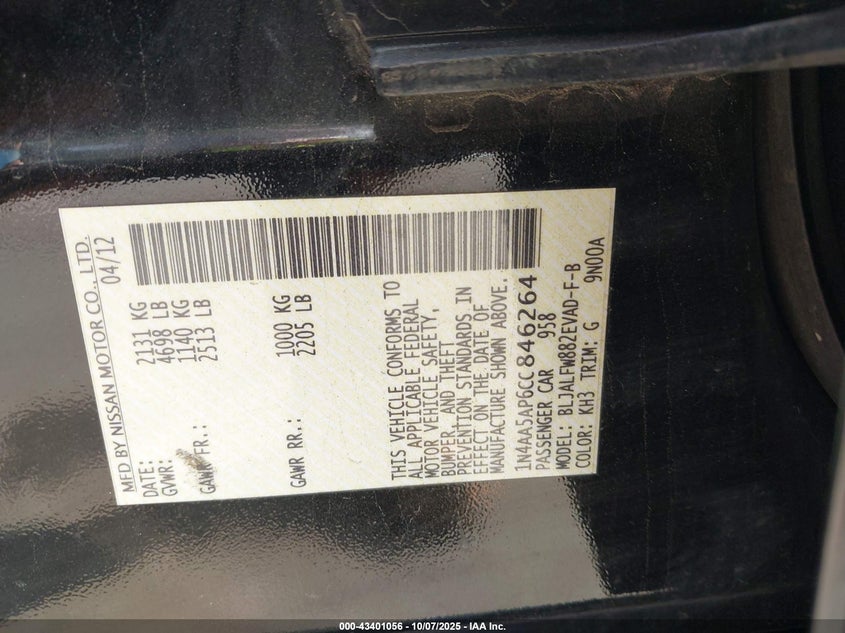 MFD BY NISSAN MOTOR CO., LTD.
DATE: 04/12
GVWR: 2131 KG
4698 LB
GAWR FR.: 1140 KG
2513 LB
GAWR RR.: 1000 KG
2205 LB
THIS VEHICLE CONFORMS TO
ALL APPLICABLE FEDERAL
MOTOR VEHICLE SAFETY,
BUMPER, AND THEFT
PREVENTION STANDARDS IN
EFFECT ON THE DATE OF
MANUFACTURE SHOWN ABOVE.
1N4AA5AP6CC846264
PASSENGER CAR 958
MODEL: BLJALFW882EVAD-F-B
COLOR: KH3 TRIM: G 9N00A
000-43401056 - 10/07/2025 - IAA Inc.